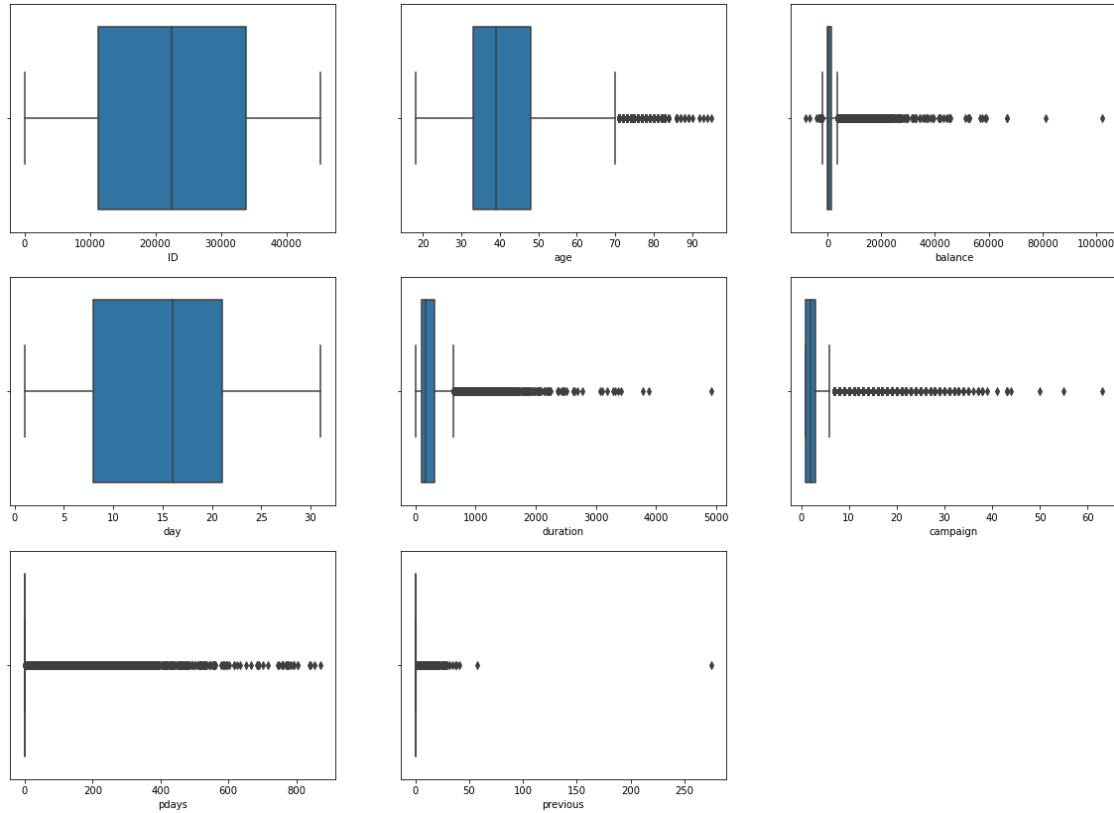 0 10000 20000 30000 40000
ID
20 30 40 50 60 70 80 90
age
0 20000 40000 60000 80000 100000
balance
0 5 10 15 20 25 30
day
0 1000 2000 3000 4000 5000
duration
0 10 20 30 40 50 60
campaign
0 200 400 600 800
pdays
0 50 100 150 200 250
previous